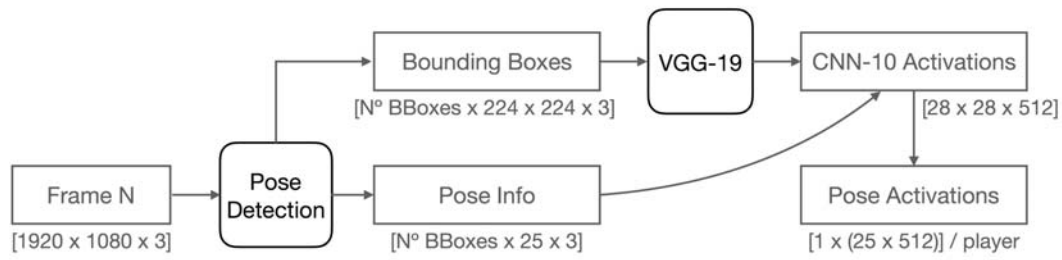 Bounding Boxes
VGG-19
CNN-10 Activations
[Nº BBoxes x 224 x 224 x 3]
[28 x 28 x 512]
Frame N
Pose
Detection
Pose Info
Pose Activations
[1920 x 1080 x 3]
[Nº BBoxes x 25 x 3]
[1 x (25 x 512)] / player